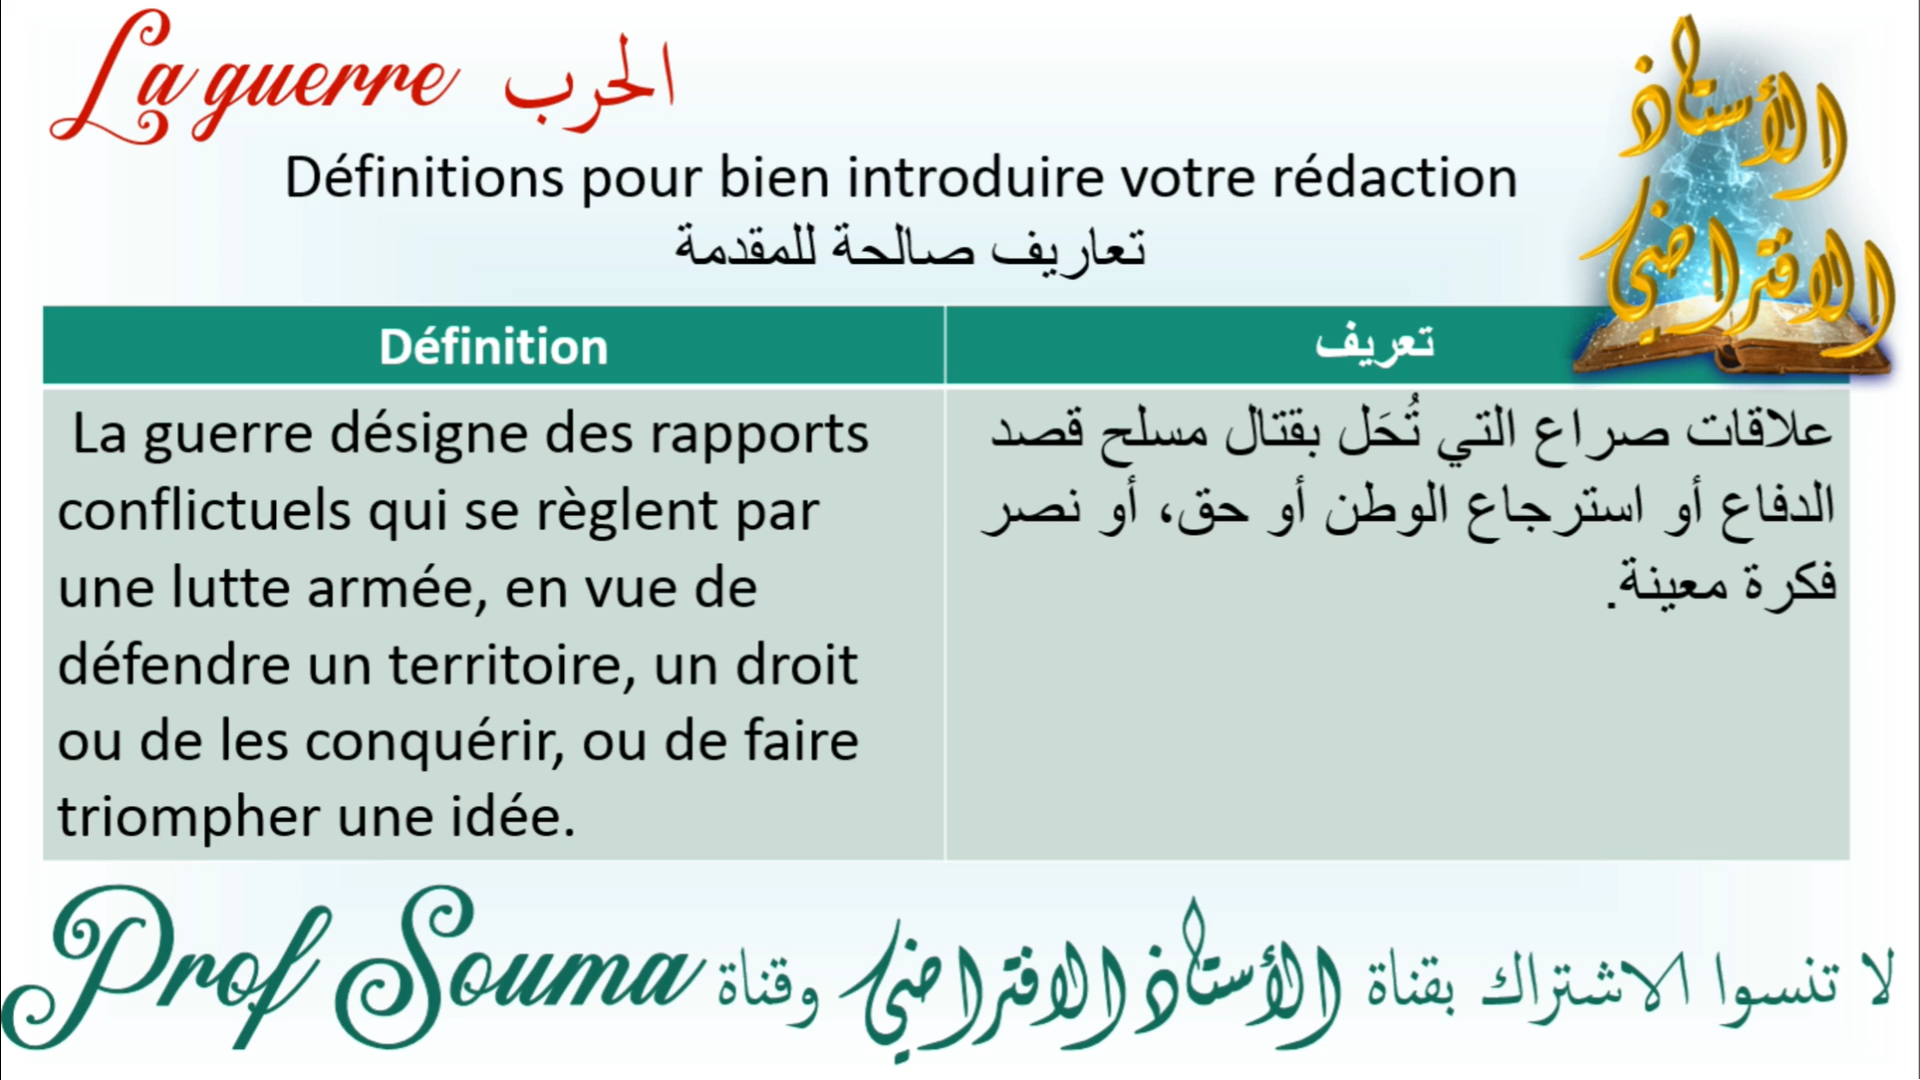 La guerre الحرب
Définitions pour bien introduire votre rédaction
تعاريف صالحة للمقدمة
الأستاذ
الافتراضي
Définition
تعريف
La guerre désigne des rapports
conflictuels qui se règlent par
une lutte armée, en vue de
défendre un territoire, un droit
ou de les conquérir, ou de faire
triompher une idée.
علاقات صراع التي تُحَل بقتال مسلح قصد
الدفاع أو استرجاع الوطن أو حق، أو نصر
فكرة معينة.
لا تنسوا الاشتراك بقناة الأستاذ الافتراضي وقناة Prof Souma